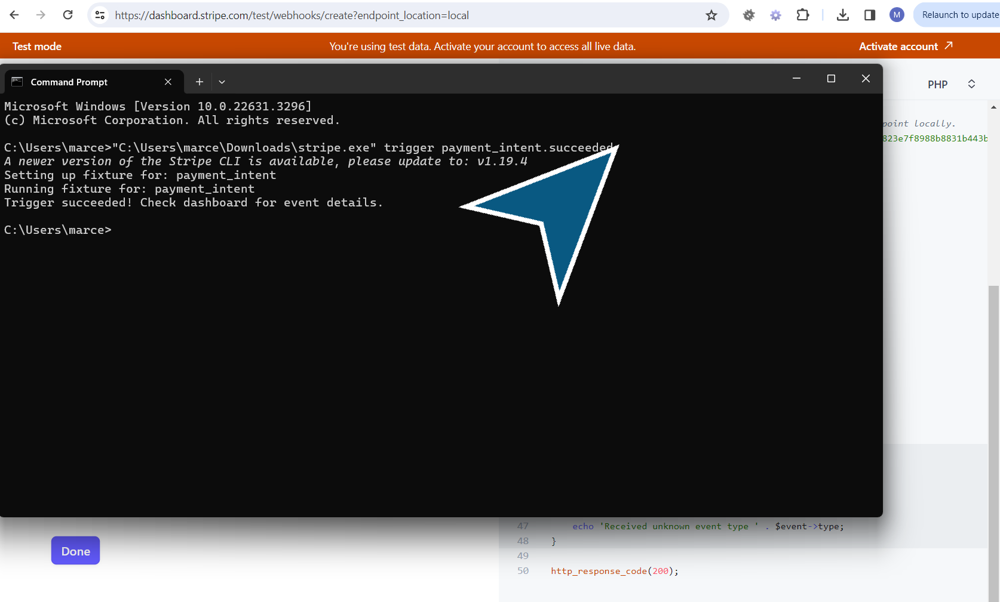 https://dashboard.stripe.com/test/webhooks/create?endpoint_location=local
M
Relaunch to update
Test mode
You're using test data. Activate your account to access all live data.
Activate account
Command Prompt
PHP
Microsoft Windows [Version 10.0.22631.3296]
(c) Microsoft Corporation. All rights reserved.
point locally.
823e7f8988b8831b443b
C:\Users\marce>"C:\Users\marce\Downloads\stripe.exe" trigger payment_intent.succeeded
A newer version of the Stripe CLI is available, please update to: v1.19.4
Setting up fixture for: payment_intent
Running fixture for: payment_intent
Trigger succeeded! Check dashboard for event details.
C:\Users\marce>
47 echo 'Received unknown event type ' . $event->type;
48 }
49
50 http_response_code(200);
Done